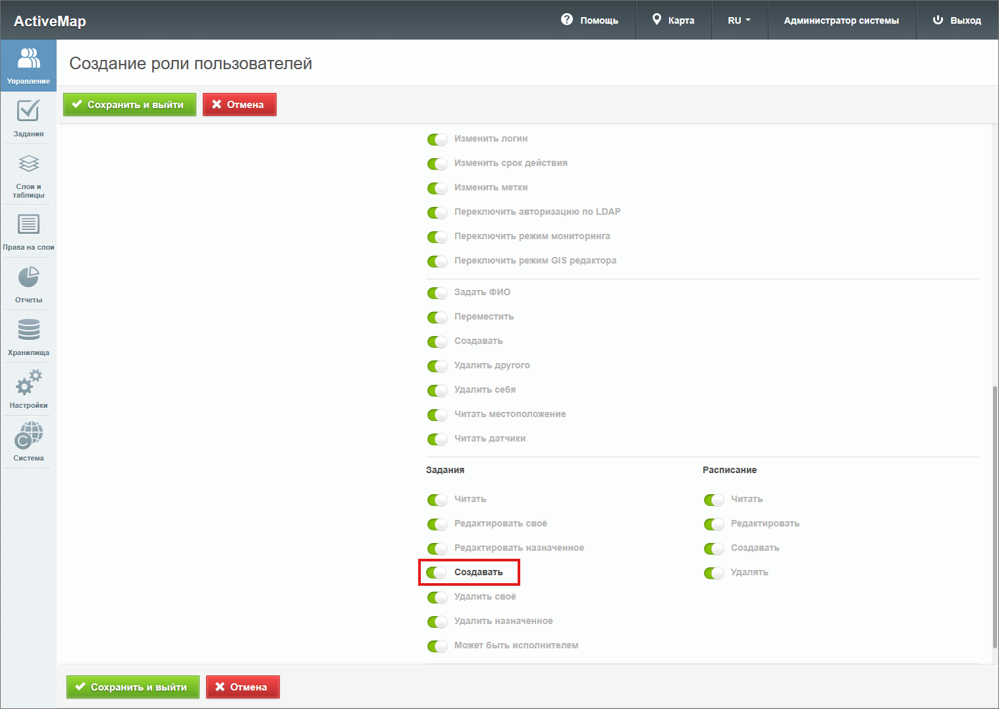 ActiveMap
Помощь
Карта
RU
Администратор системы
Выход
Управление
Задания
Слои и
таблицы
Права на слои
Отчеты
Хранилища
Настройки
Система
Создание роли пользователей
Сохранить и выйти
Отмена
Изменить логин
Изменить срок действия
Изменить метки
Переключить авторизацию по LDAP
Переключить режим мониторинга
Переключить режим GIS редактора
Задать ФИО
Переместить
Создавать
Удалить другого
Удалить себя
Читать местоположение
Читать датчики
Задания
Читать
Редактировать своё
Редактировать назначенное
Создавать
Удалить своё
Удалить назначенное
Может быть исполнителем
Расписание
Читать
Редактировать
Создавать
Удалять
Сохранить и выйти
Отмена